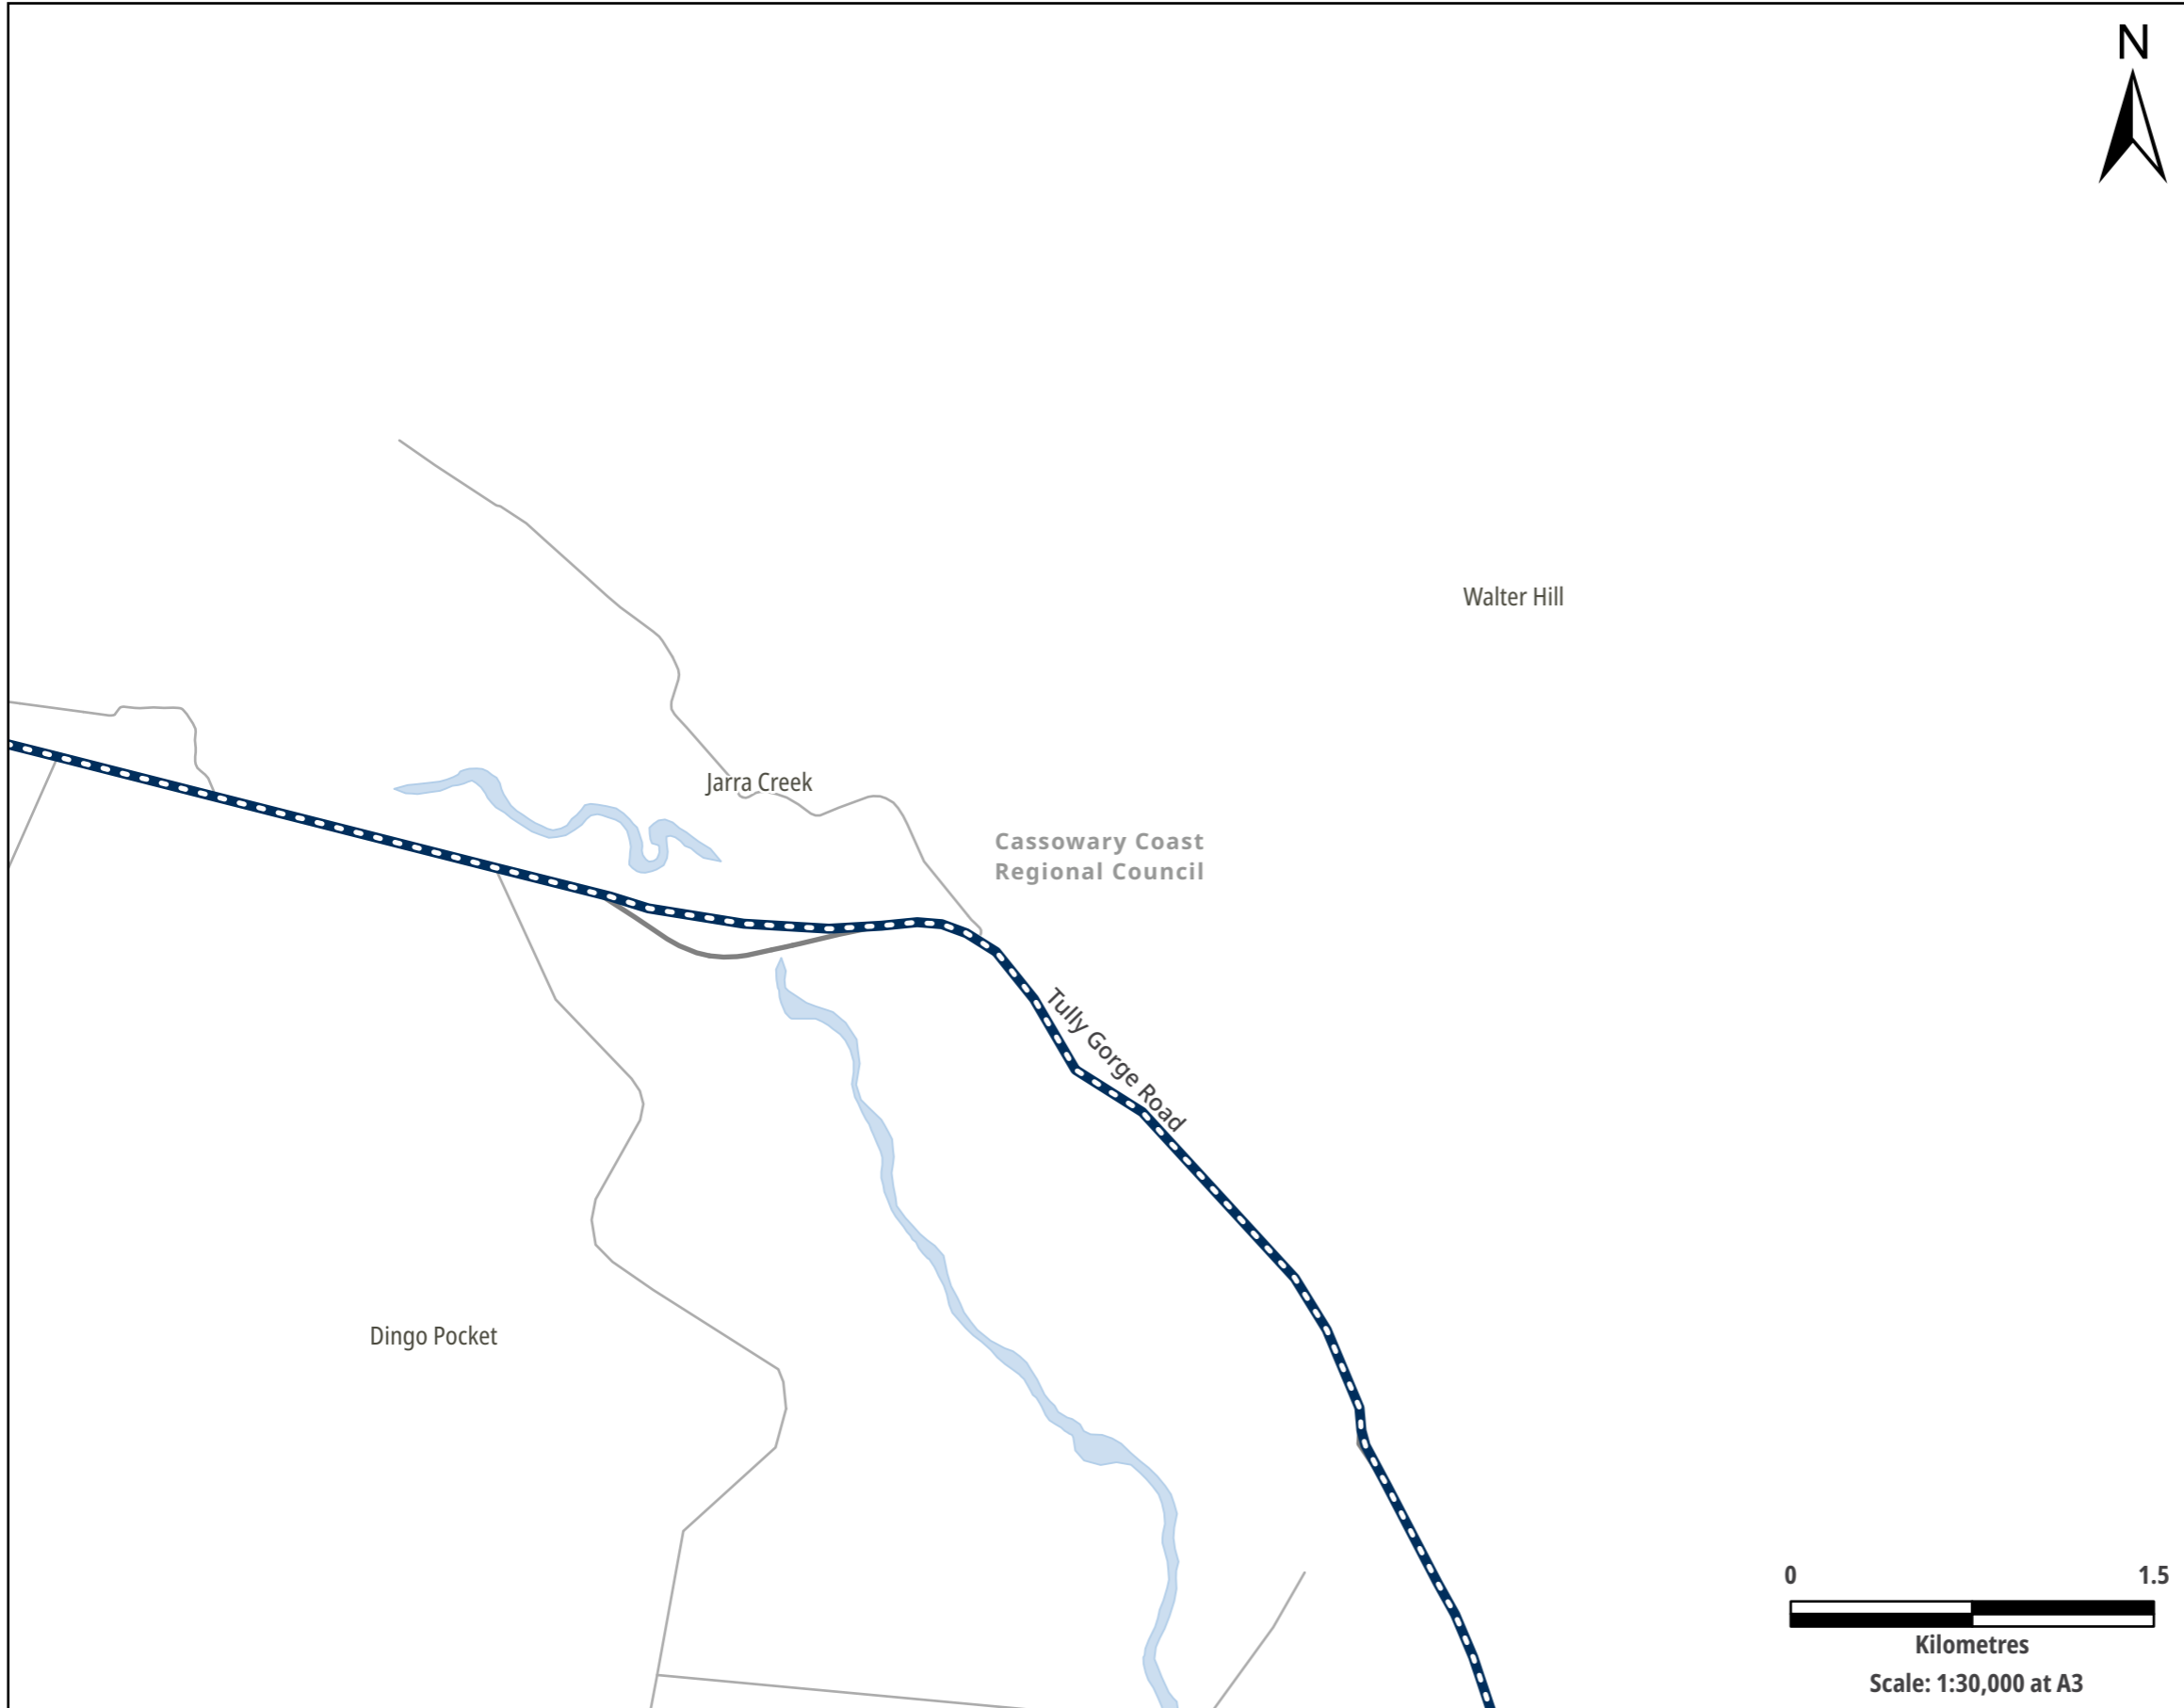 N
Walter Hill
Jarra Creek
Cassowary Coast
Regional Council
Tully Gorge Road
Dingo Pocket
0 1.5
Kilometres
Scale: 1:30,000 at A3